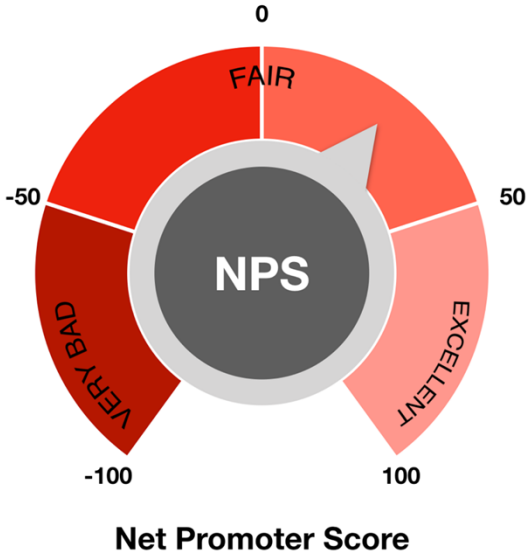 0
FAIR
-50
50
NPS
VERY BAD
EXCELLENT
-100
100
Net Promoter Score